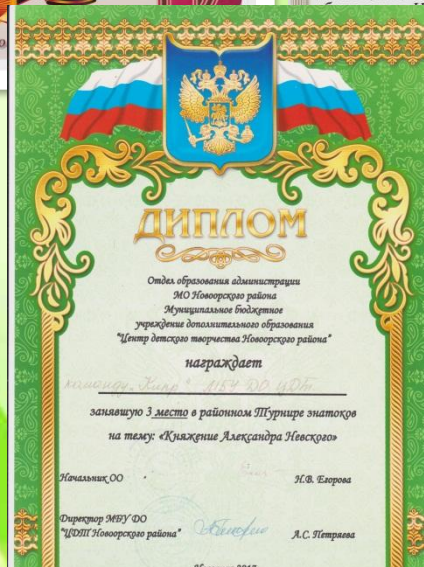 ДИПЛОМ
Отдел образования администрации
МО Новоорского района
Муниципальное бюджетное
учреждение дополнительного образования
"Центр детского творчества Новоорского района"
награждает
команду МБУ ДО ЦДТ
занявшую 3 место в районном Турнире знатоков
на тему: «Княжение Александра Невского»
Начальник ОО Н.В. Егорова
Директор МБУ ДО
"ЦДТ Новоорского района" А.С. Петряева